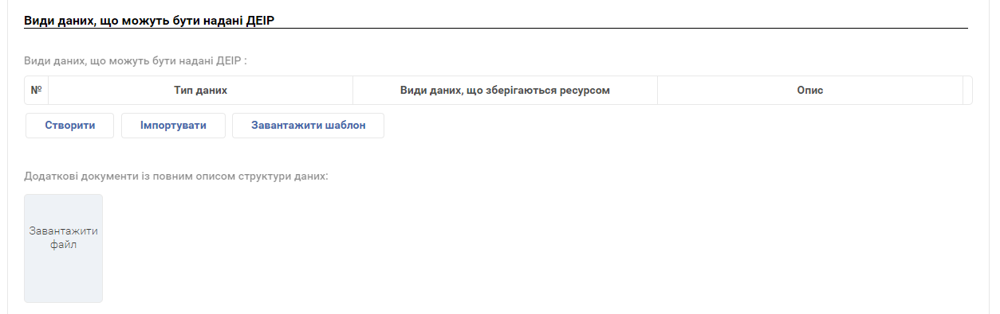 Види даних, що можуть бути надані ДЕІР
Види даних, що можуть бути надані ДЕІР :
№ Тип даних Види даних, що зберігаються ресурсом Опис
Створити Імпортувати Завантажити шаблон
Додаткові документи із повним описом структури даних:
Завантажити
файл